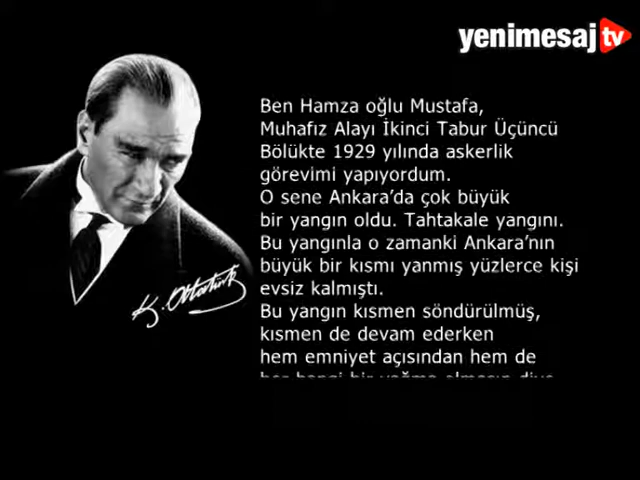 yenimesaj tv
Ben Hamza oğlu Mustafa,
Muhafız Alayı İkinci Tabur Üçüncü
Bölükte 1929 yılında askerlik
görevimi yapıyordum.
O sene Ankara’da çok büyük
bir yangın oldu. Tahtakale yangını.
Bu yangınla o zamanki Ankara’nın
büyük bir kısmı yanmış yüzlerce kişi
evsiz kalmıştı.
Bu yangın kısmen söndürülmüş,
kısmen de devam ederken
hem emniyet açısından hem de
K. Atatürk